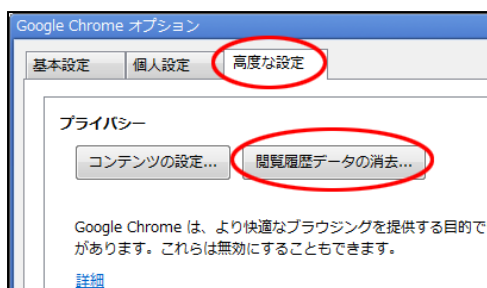 Google Chrome オプション
基本設定 個人設定 高度な設定
プライバシー
コンテンツの設定... 閲覧履歴データの消去...
Google Chrome は、より快適なブラウジングを提供する目的で
があります。これらは無効にすることもできます。
詳細